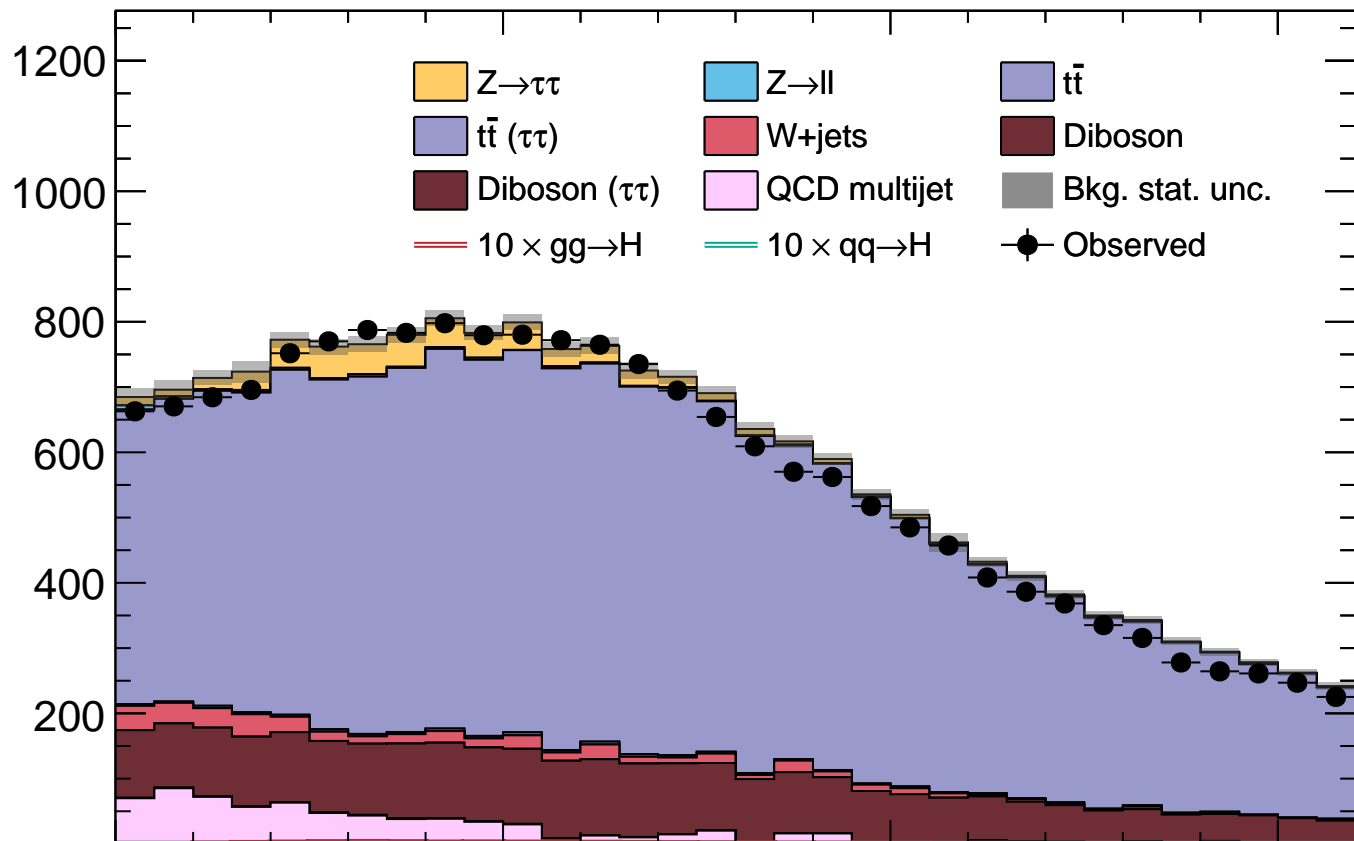 1200
Z→ττ Z→ll tt̄
tt̄ (ττ) W+jets Diboson
1000
Diboson (ττ) QCD multijet Bkg. stat. unc.
10 × gg→H 10 × qq→H Observed
800
600
400
200